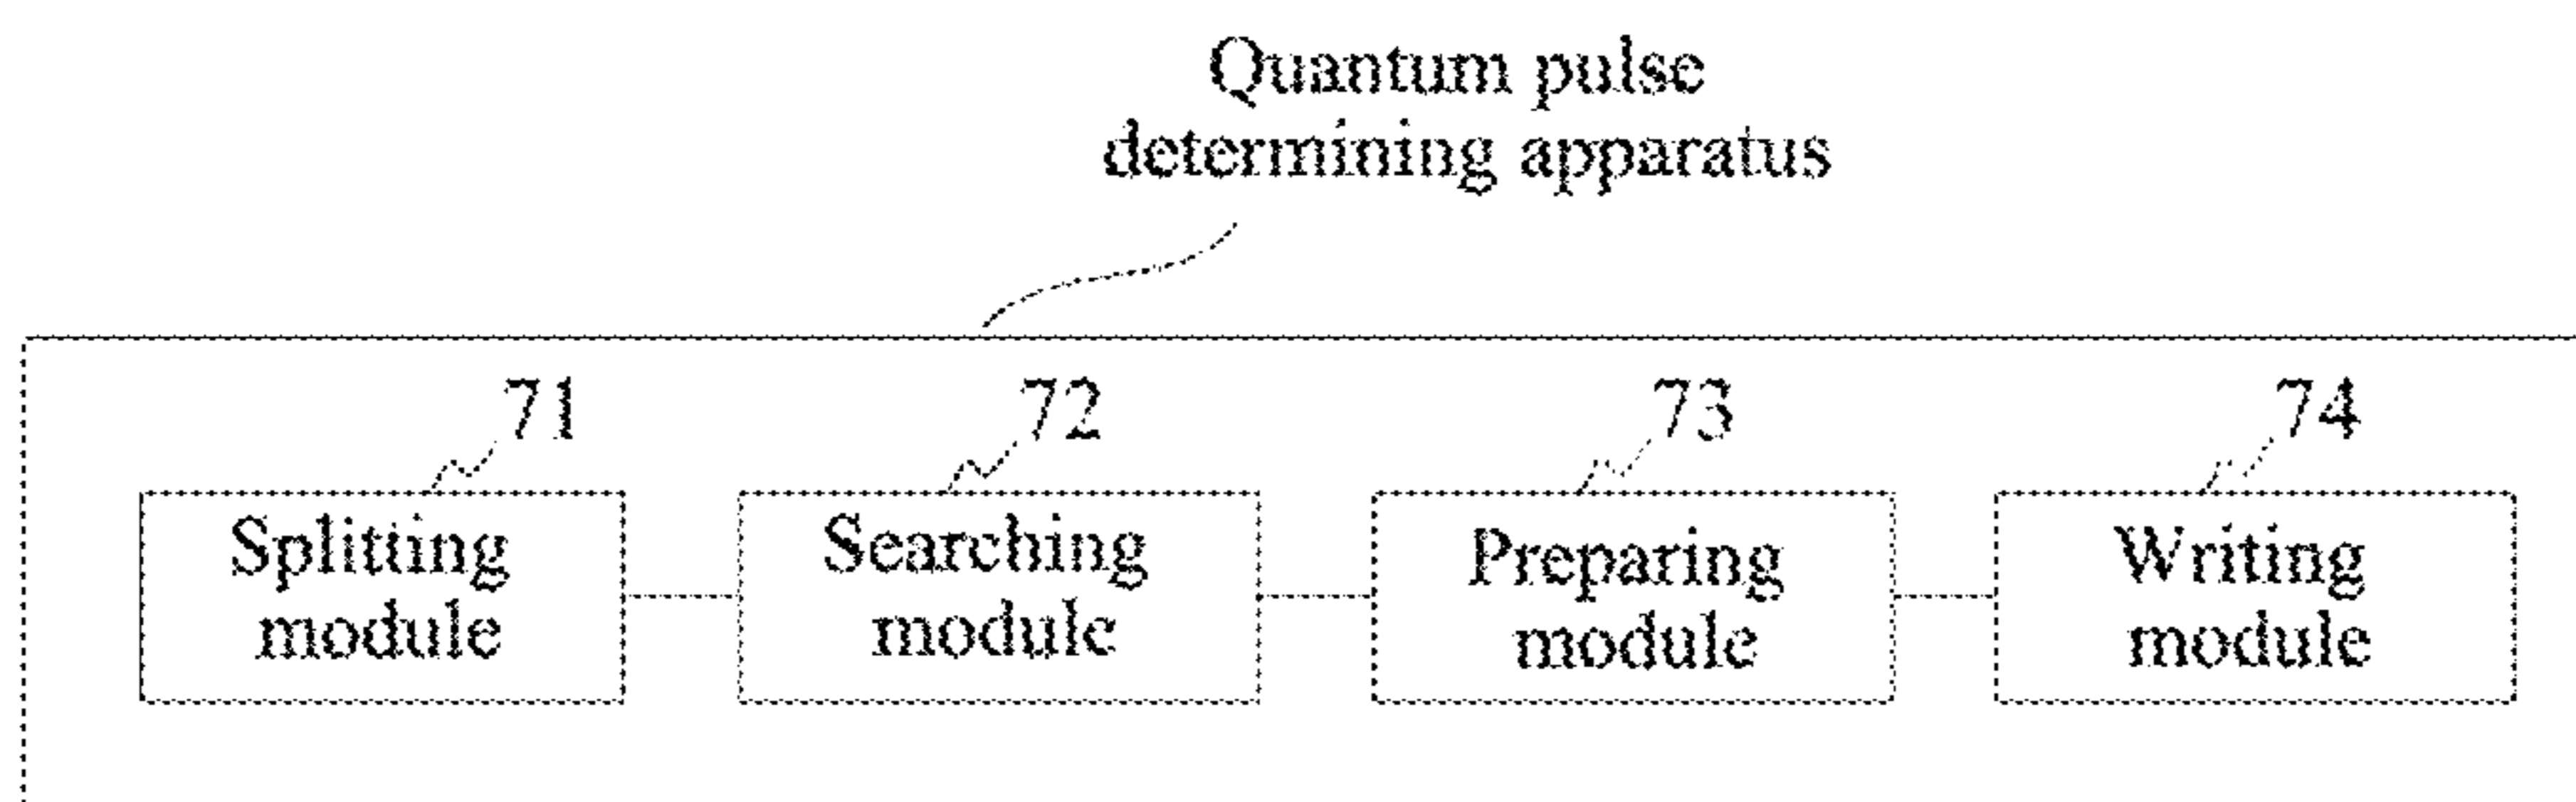 Quantum pulse
determining apparatus
71
72
73
74
Splitting
module
Searching
module
Preparing
module
Writing
module